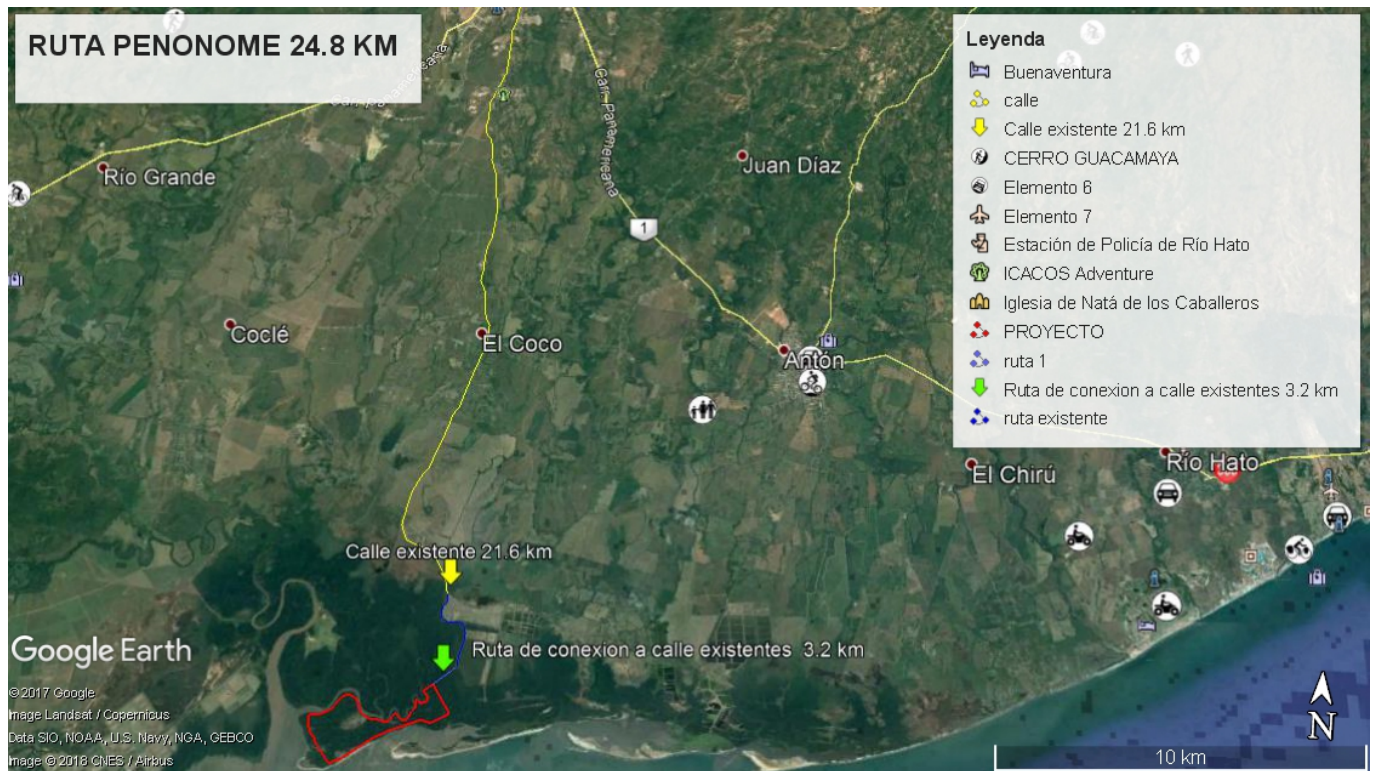 RUTA PENONOME 24.8 KM
Leyenda
Buenaventura
calle
Calle existente 21.6 km
CERRO GUACAMAYA
Elemento 6
Elemento 7
Estación de Policía de Río Hato
ICACOS Adventure
Iglesia de Natá de los Caballeros
PROYECTO
ruta 1
Ruta de conexion a calle existentes 3.2 km
ruta existente
Carr. Panamericana
1
Juan Díaz
Río Grande
Coclé
El Coco
Antón
El Chirú
Río Hato
Calle existente 21.6 km
Ruta de conexion a calle existentes 3.2 km
Google Earth
© 2017 Google
Image Landsat / Copernicus
Data SIO, NOAA, U.S. Navy, NGA, GEBCO
Image © 2018 CNES / Airbus
N
10 km